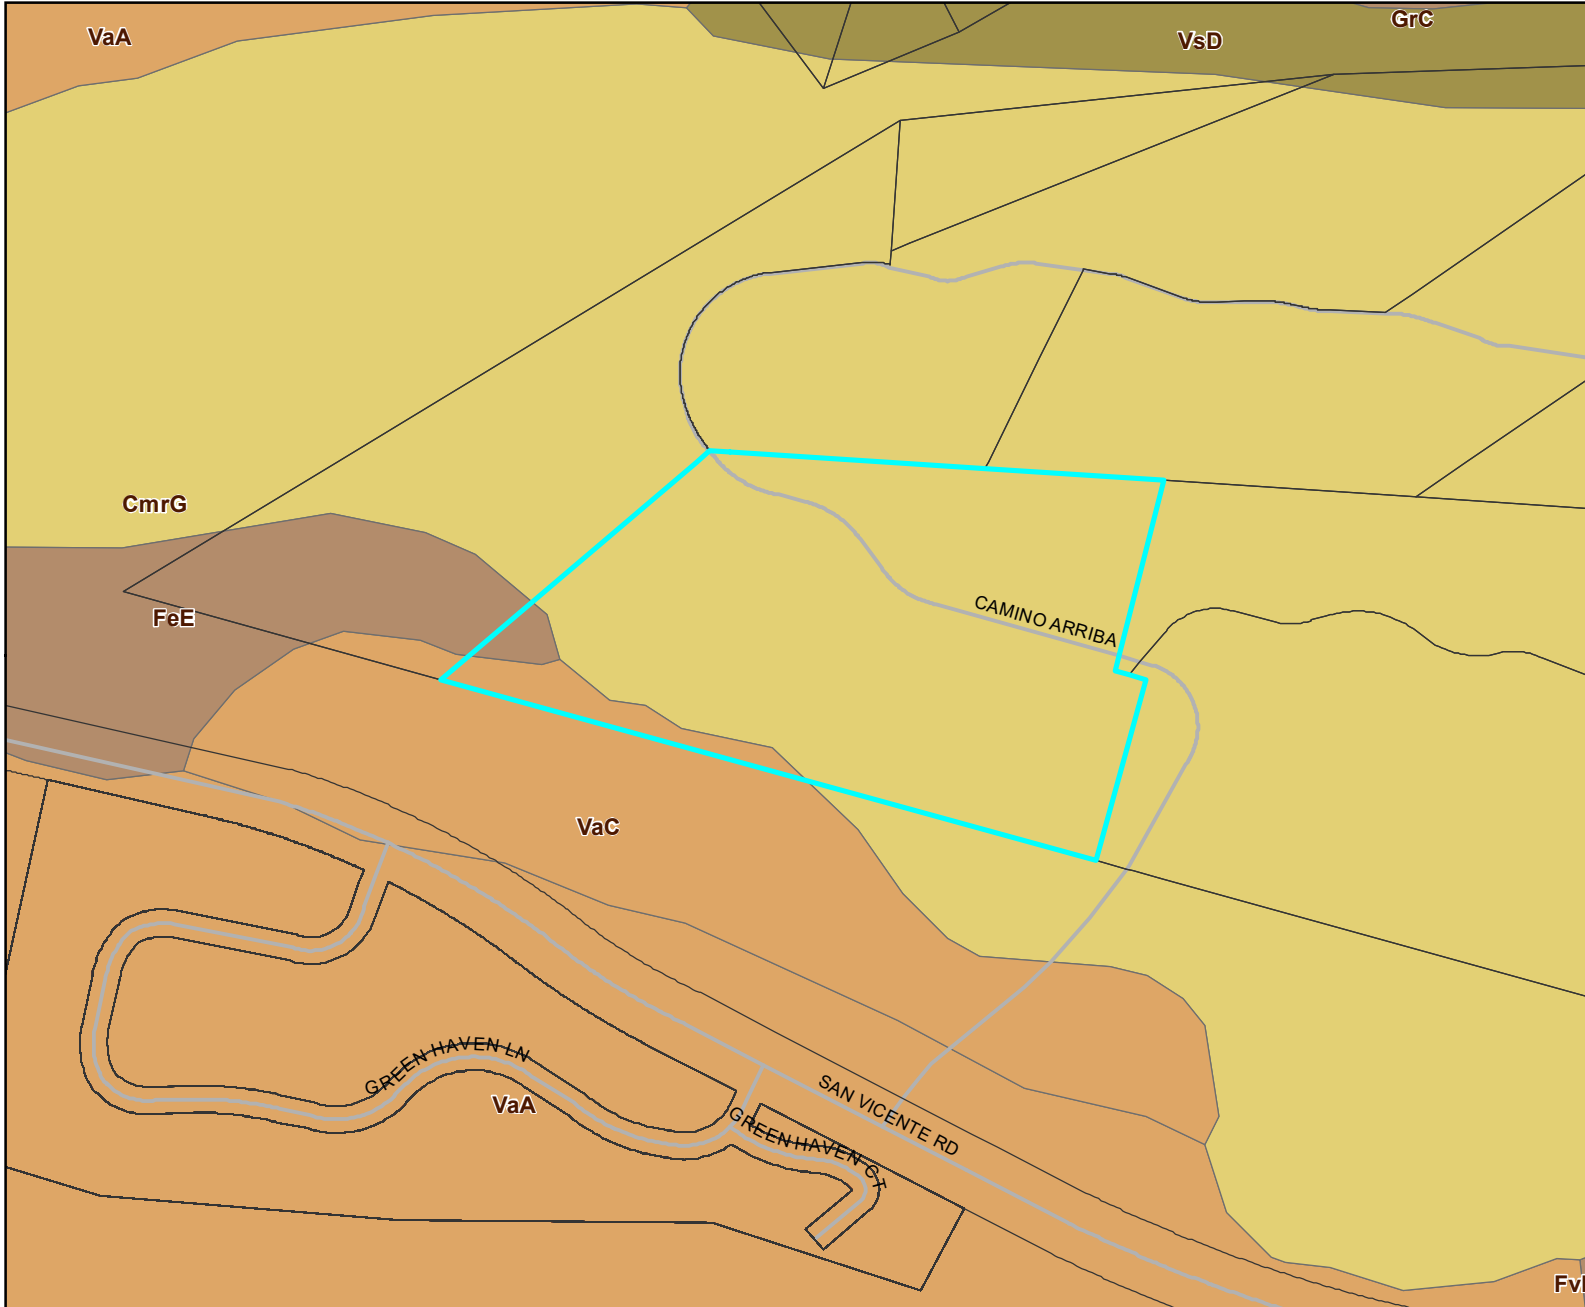 GrC
VaA
VsD
CmrG
CAMINO ARRIBA
FeE
VaC
GREEN HAVEN LN
SAN VICENTE RD
VaA
GREEN HAVEN CT